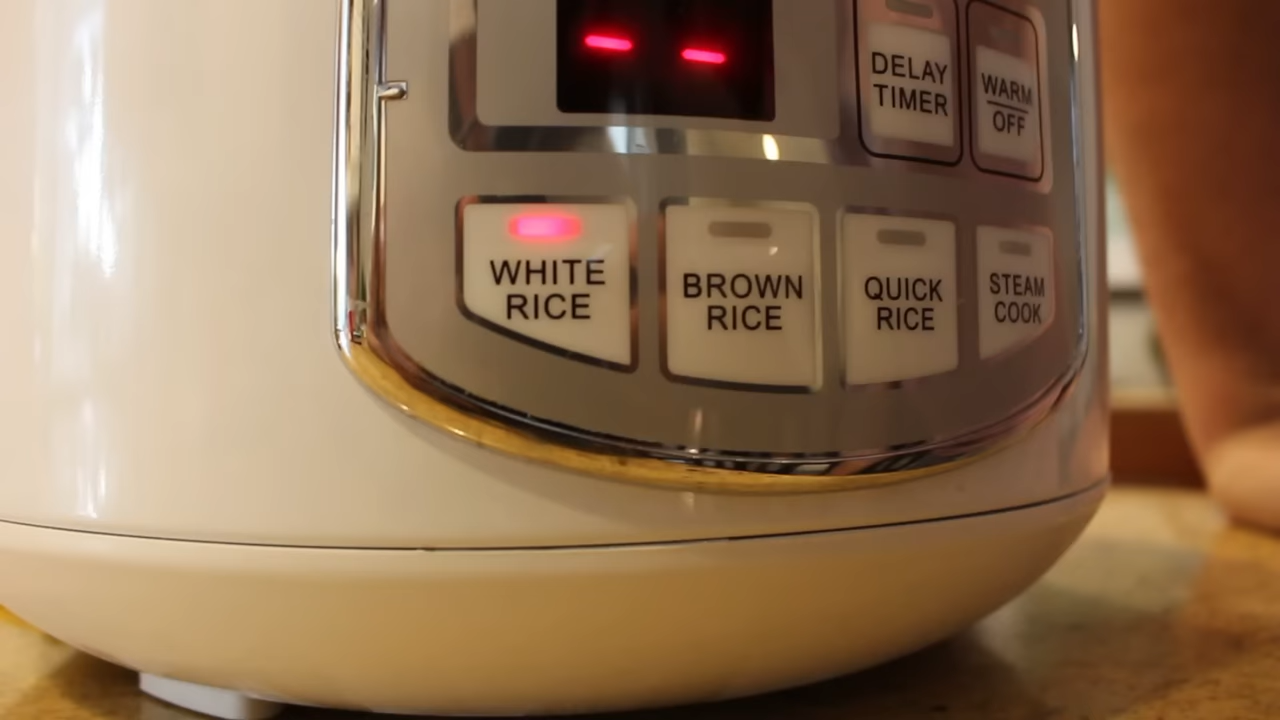 DELAY
TIMER
WARM
OFF
WHITE
RICE
BROWN
RICE
QUICK
RICE
STEAM
COOK